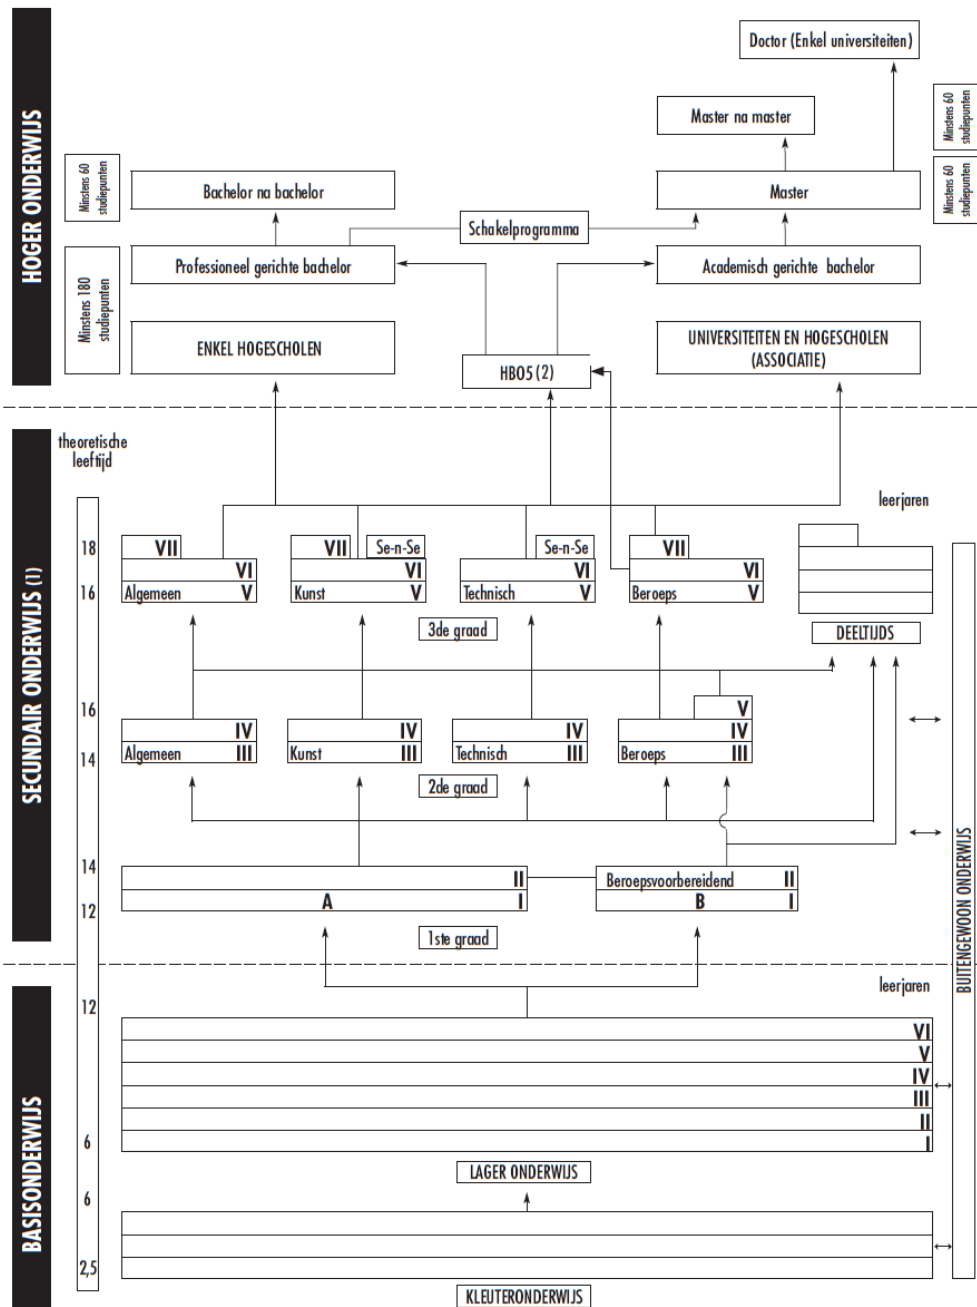 HOGER ONDERWIJS
Doctor (Enkel universiteiten)
Minstens 60
studiepunten
Master na master
Minstens 60
studiepunten
Bachelor na bachelor
Master
Minstens 60
studiepunten
Schakelprogramma
Minstens 180
studiepunten
Professioneel gerichte bachelor
Academisch gerichte bachelor
ENKEL HOGESCHOLEN
UNIVERSITEITEN EN HOGESCHOLEN
(ASSOCIATIE)
HBO5 (2)
SECUNDAIR ONDERWIJS (1)
theoretische
leeftijd
leerjaren
18
VII
VII
Se-n-Se
Se-n-Se
VII
VI
VI
VI
VI
16
Algemeen V
Kunst V
Technisch V
Beroeps V
3de graad
DEELTIJDS
16
V
IV
IV
IV
IV
14
Algemeen III
Kunst III
Technisch III
Beroeps III
2de graad
14
II
Beroepsvoorbereidend II
12
A I
B I
1ste graad
BUITENGEWOON ONDERWIJS
BASISONDERWIJS
leerjaren
12
VI
V
IV
III
II
6
I
LAGER ONDERWIJS
6
2,5
KLEUTERONDERWIJS